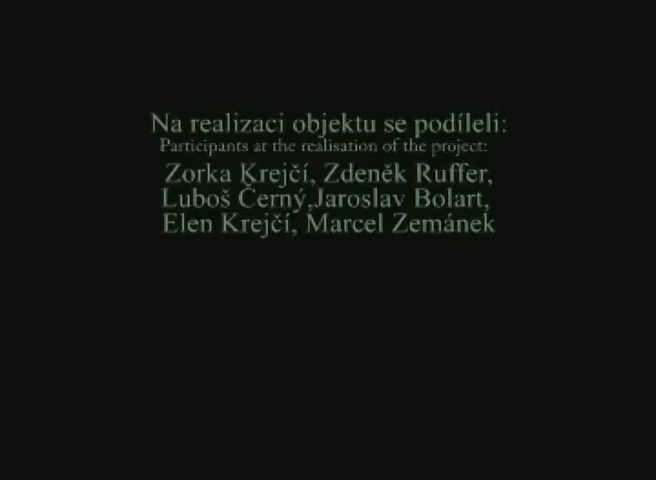 Na realizaci objektu se podíleli:
Participants at the realisation of the project:
Zorka Krejčí, Zdeněk Ruffer,
Luboš Černý,Jaroslav Bolart,
Elen Krejčí, Marcel Zemánek